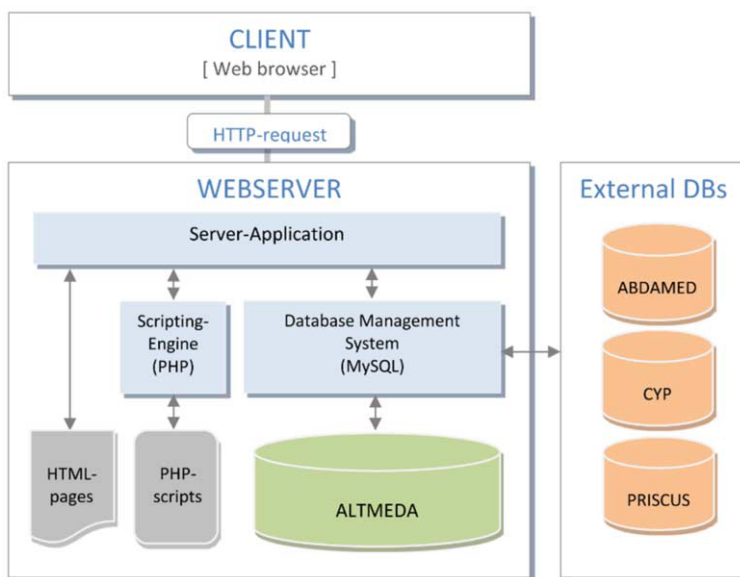 CLIENT
[ Web browser ]
HTTP-request
WEBSERVER
Server-Application
Scripting-
Engine
(PHP)
Database Management
System
(MySQL)
HTML-
pages
PHP-
scripts
ALTMEDA
External DBs
ABDAMED
CYP
PRISCUS